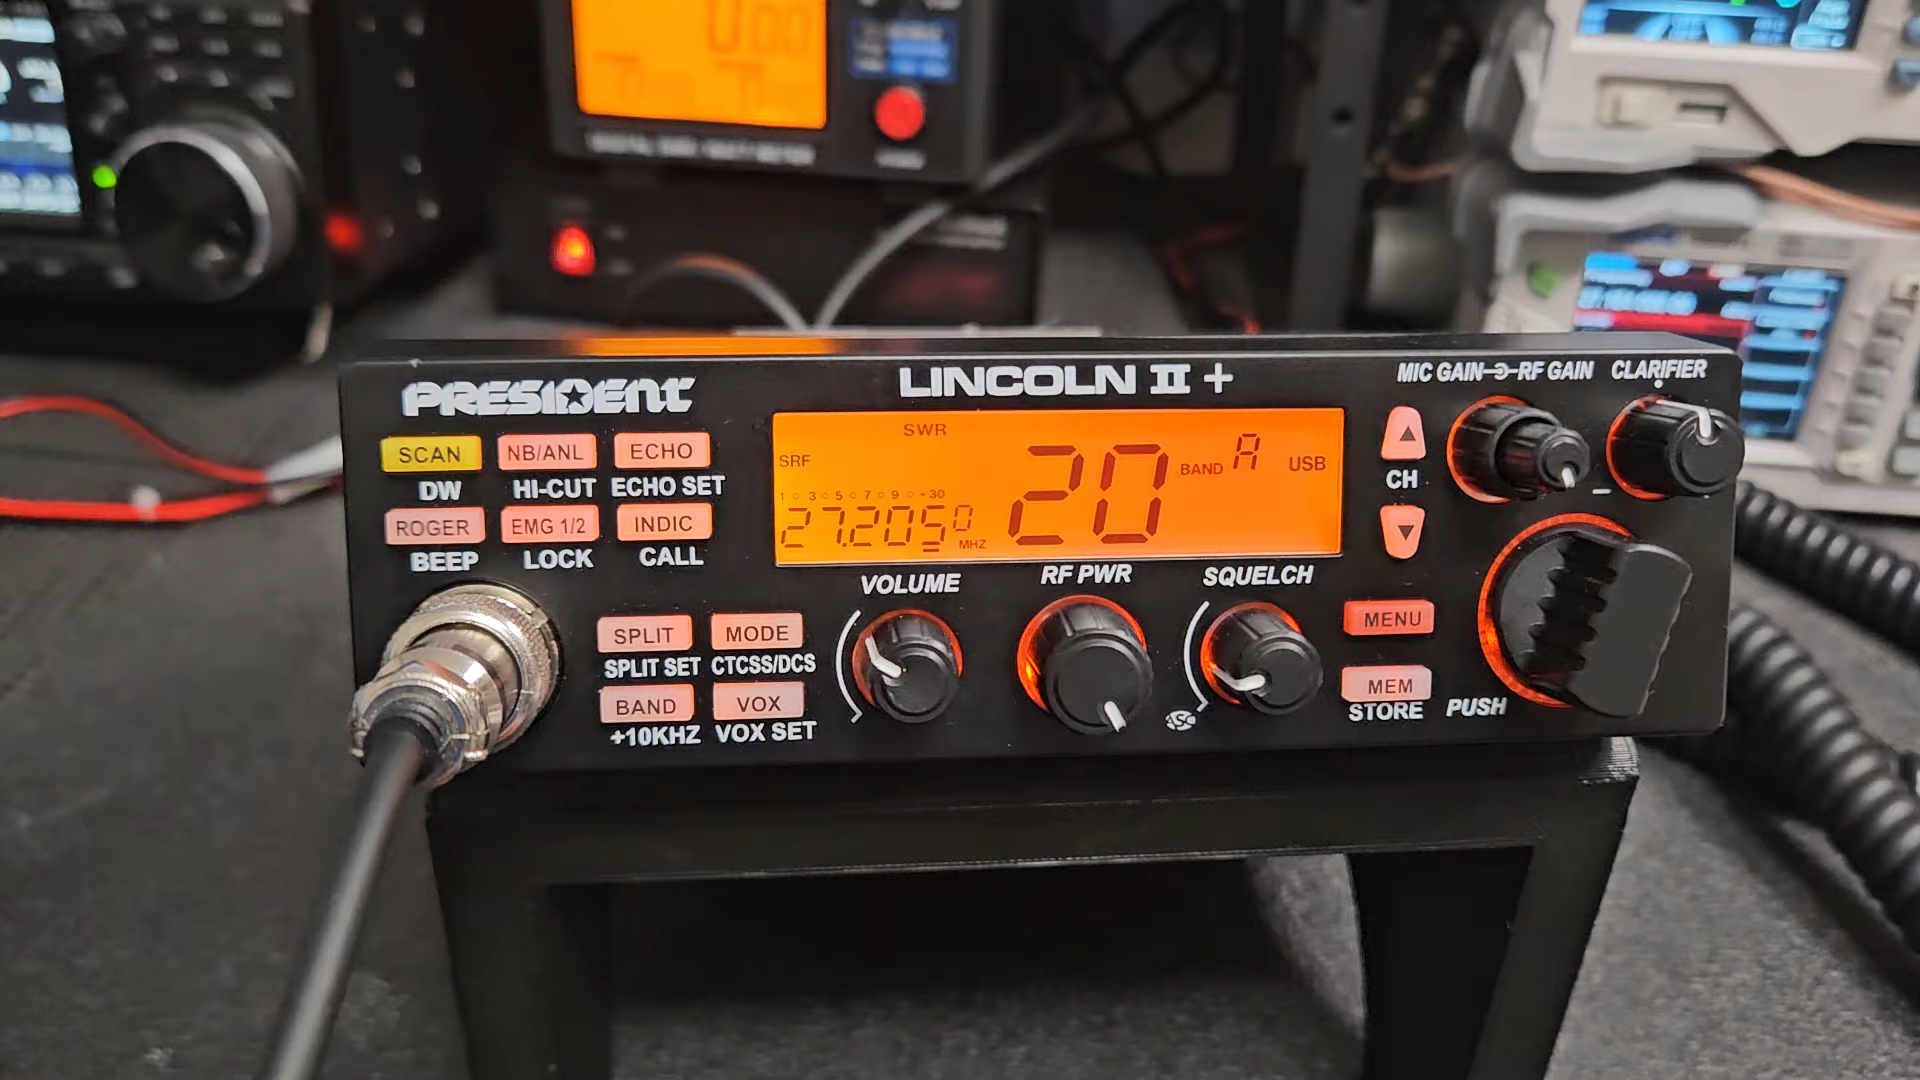 PRESIDENT
LINCOLN II +
MIC GAIN
RF GAIN
CLARIFIER
SCAN
NB/ANL
ECHO
DW
HI-CUT
ECHO SET
ROGER
EMG 1/2
INDIC
BEEP
LOCK
CALL
SWR
SRF
1 3 5 7 9 +30
27.205 0
MHZ
20
BAND A
USB
CH
VOLUME
RF PWR
SQUELCH
SPLIT
MODE
SPLIT SET
CTCSS/DCS
BAND
VOX
+10KHZ
VOX SET
ASC
MENU
MEM
STORE
PUSH